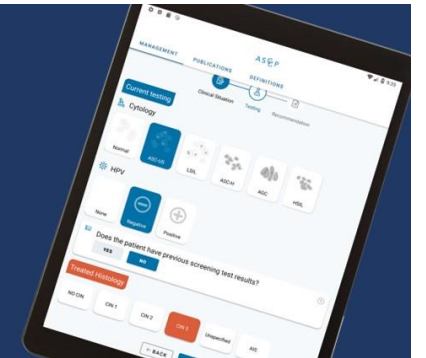 9:35
ASCCP
MANAGEMENT PUBLICATIONS DEFINITIONS
Clinical Situation Testing Recommendation
Current testing
Cytology
Normal ASC-US LSIL ASC-H AGC HSIL
HPV
None Negative Positive
Does the patient have previous screening test results?
YES NO
Treated Histology
NO CIN CIN 1 CIN 2 CIN 3 Unspecified AIS
← BACK